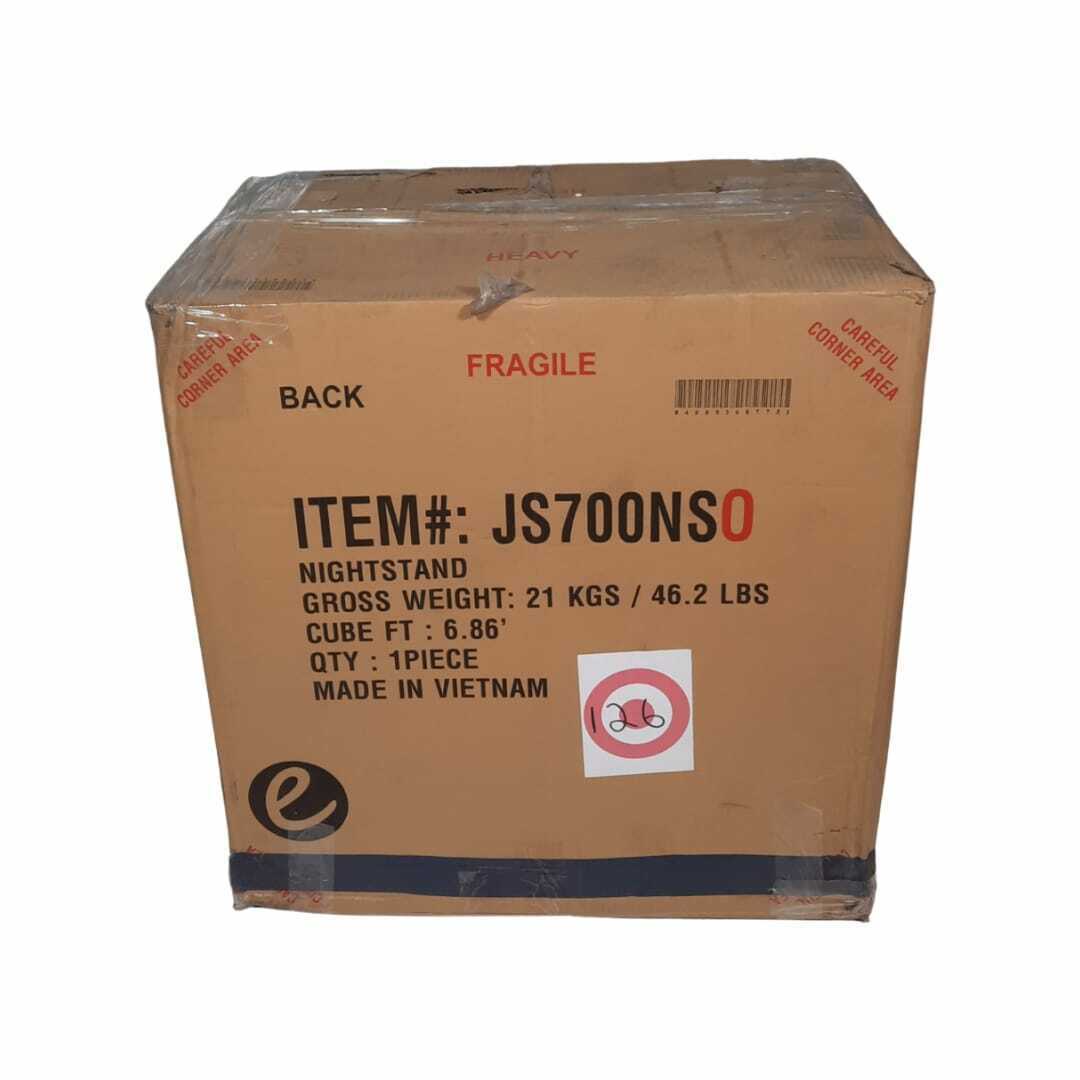 HEAVY
CAREFUL
CORNER AREA
FRAGILE
CAREFUL
CORNER AREA
BACK
ITEM#: JS700NSO
NIGHTSTAND
GROSS WEIGHT: 21 KGS / 46.2 LBS
CUBE FT : 6.86’
QTY : 1PIECE
MADE IN VIETNAM
126
e